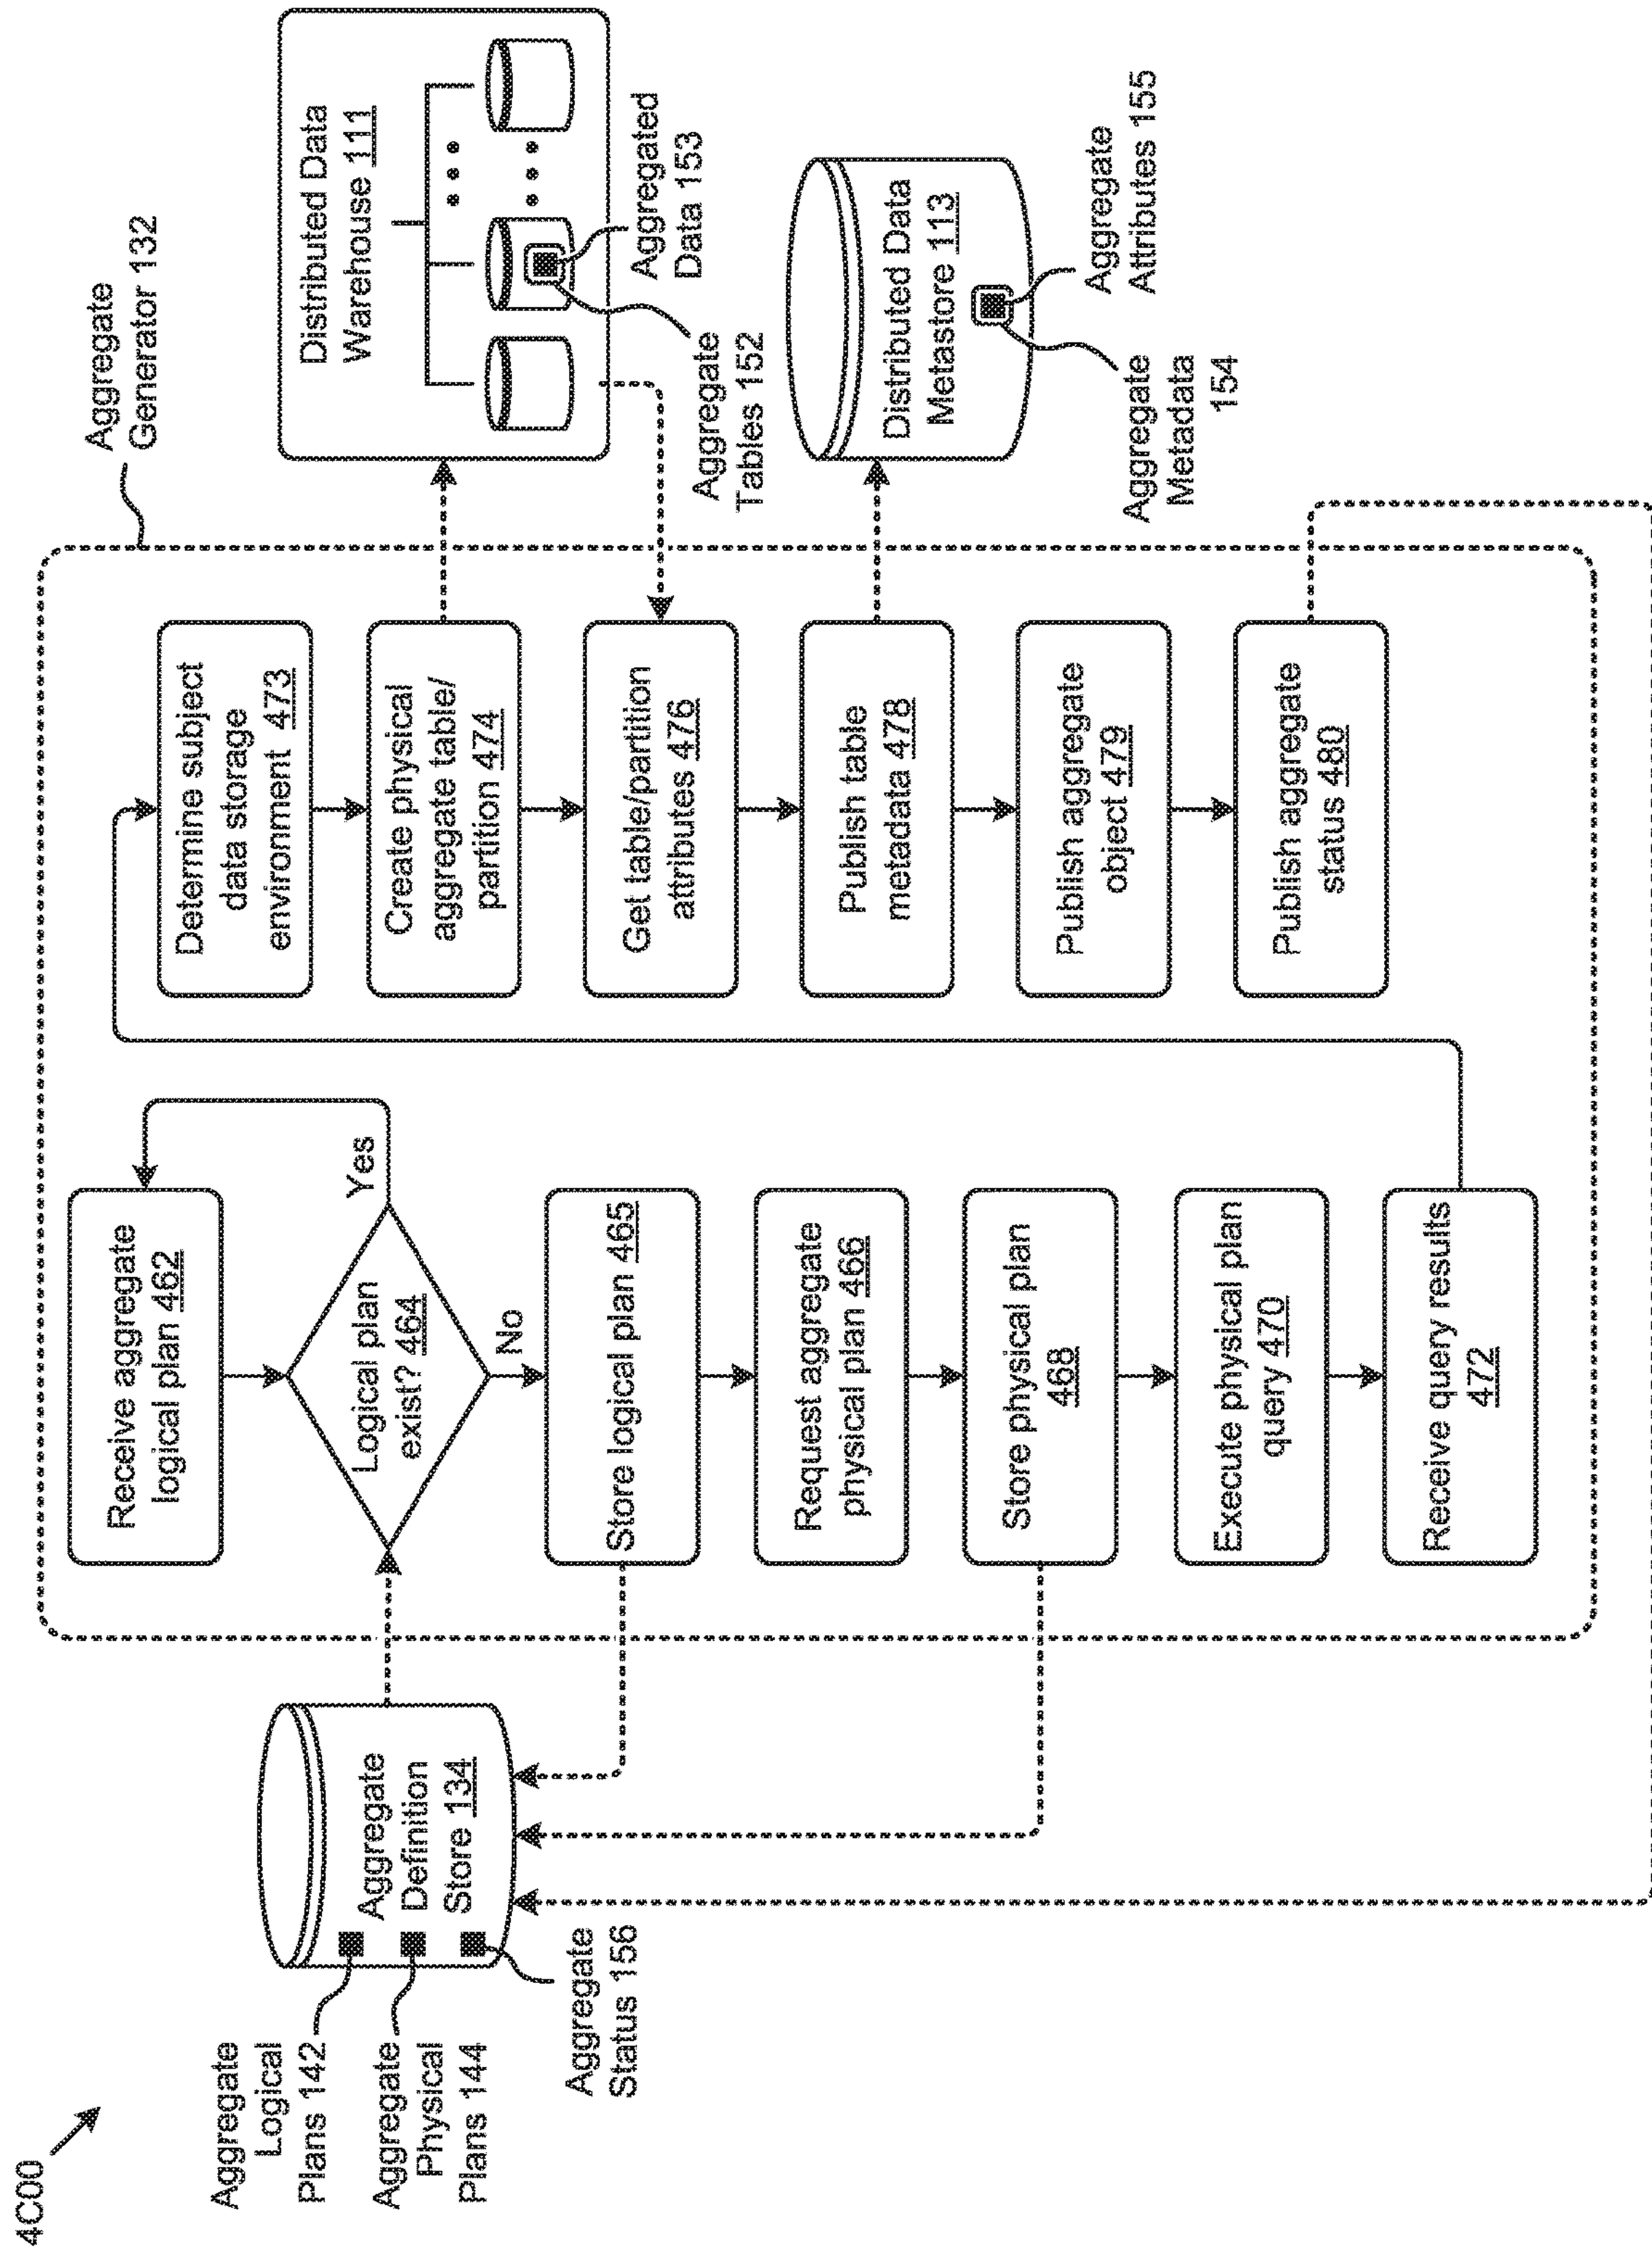 4C00
Aggregate
Logical
Plans 142
Aggregate
Physical
Plans 144
Aggregate
Status 156
Aggregate
Definition
Store 134
Receive aggregate
logical plan 462
Logical plan
exist? 464
Yes
No
Store logical plan 465
Request aggregate
physical plan 466
Store physical plan
468
Execute physical plan
query 470
Receive query results
472
Aggregate
Generator 132
Determine subject
data storage
environment 473
Create physical
aggregate table/
partition 474
Get table/partition
attributes 476
Publish table
metadata 478
Publish aggregate
object 479
Publish aggregate
status 480
Distributed Data
Warehouse 111
Aggregate
Tables 152
Aggregated
Data 153
Distributed Data
Metastore 113
Aggregate
Metadata
154
Aggregate
Attributes 155